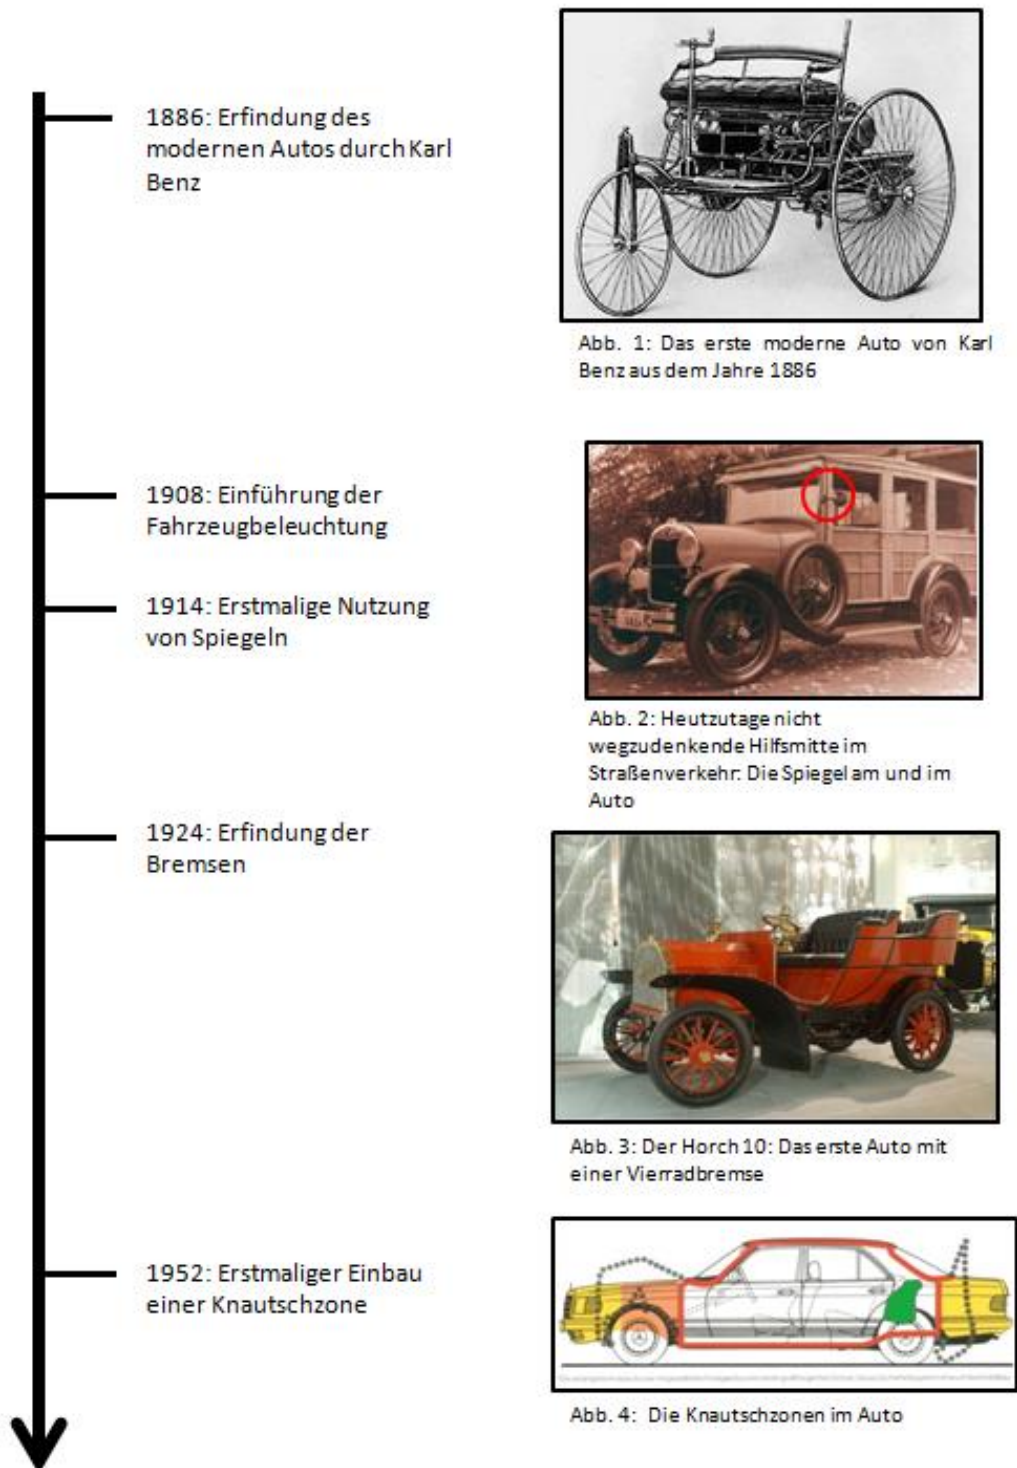 1886: Erfindung des
modernen Autos durch Karl
Benz
Abb. 1: Das erste moderne Auto von Karl
Benz aus dem Jahre 1886
1908: Einführung der
Fahrzeugbeleuchtung
1914: Erstmalige Nutzung
von Spiegeln
Abb. 2: Heutzutage nicht
wegzudenkende Hilfsmitte im
Straßenverkehr: Die Spiegel am und im
Auto
1924: Erfindung der
Bremsen
Abb. 3: Der Horch 10: Das erste Auto mit
einer Vierradbremse
1952: Erstmaliger Einbau
einer Knautschzone
Abb. 4: Die Knautschzonen im Auto